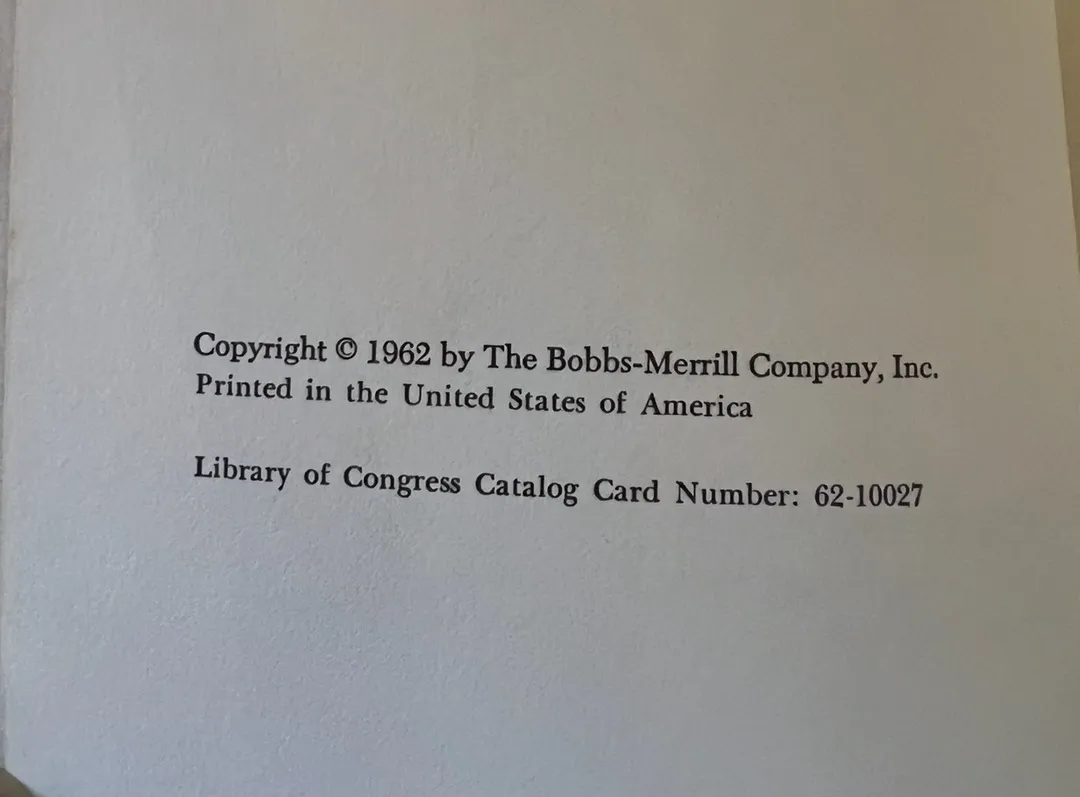 Copyright © 1962 by The Bobbs-Merrill Company, Inc.
Printed in the United States of America
Library of Congress Catalog Card Number: 62-10027